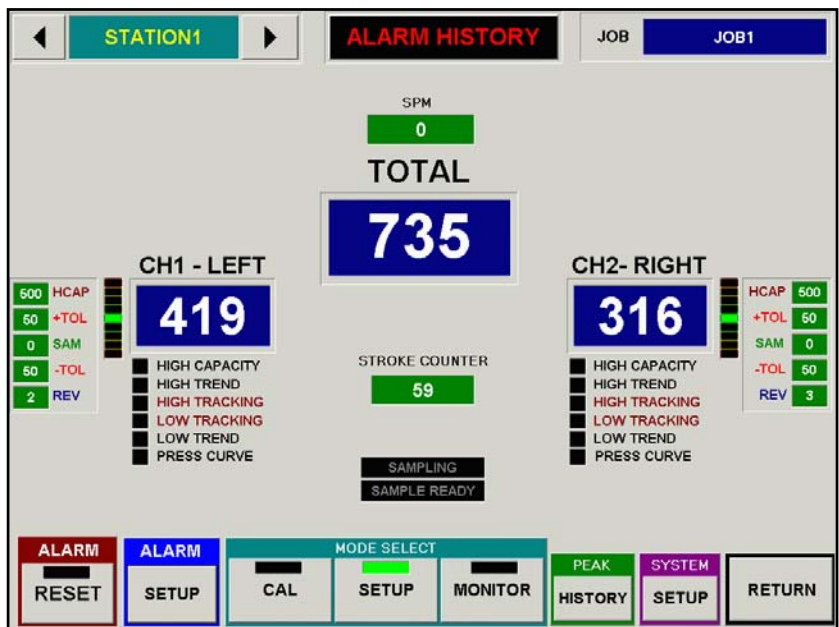 STATION1
ALARM HISTORY
JOB
JOB1
SPM
0
TOTAL
735
CH1 - LEFT
419
500 HCAP
50 +TOL
0 SAM
50 -TOL
2 REV
HIGH CAPACITY
HIGH TREND
HIGH TRACKING
LOW TRACKING
LOW TREND
PRESS CURVE
STROKE COUNTER
59
SAMPLING
SAMPLE READY
CH2- RIGHT
316
HCAP 500
+TOL 50
SAM 0
-TOL 50
REV 3
HIGH CAPACITY
HIGH TREND
HIGH TRACKING
LOW TRACKING
LOW TREND
PRESS CURVE
ALARM
RESET
ALARM
SETUP
MODE SELECT
CAL
SETUP
MONITOR
PEAK
HISTORY
SYSTEM
SETUP
RETURN